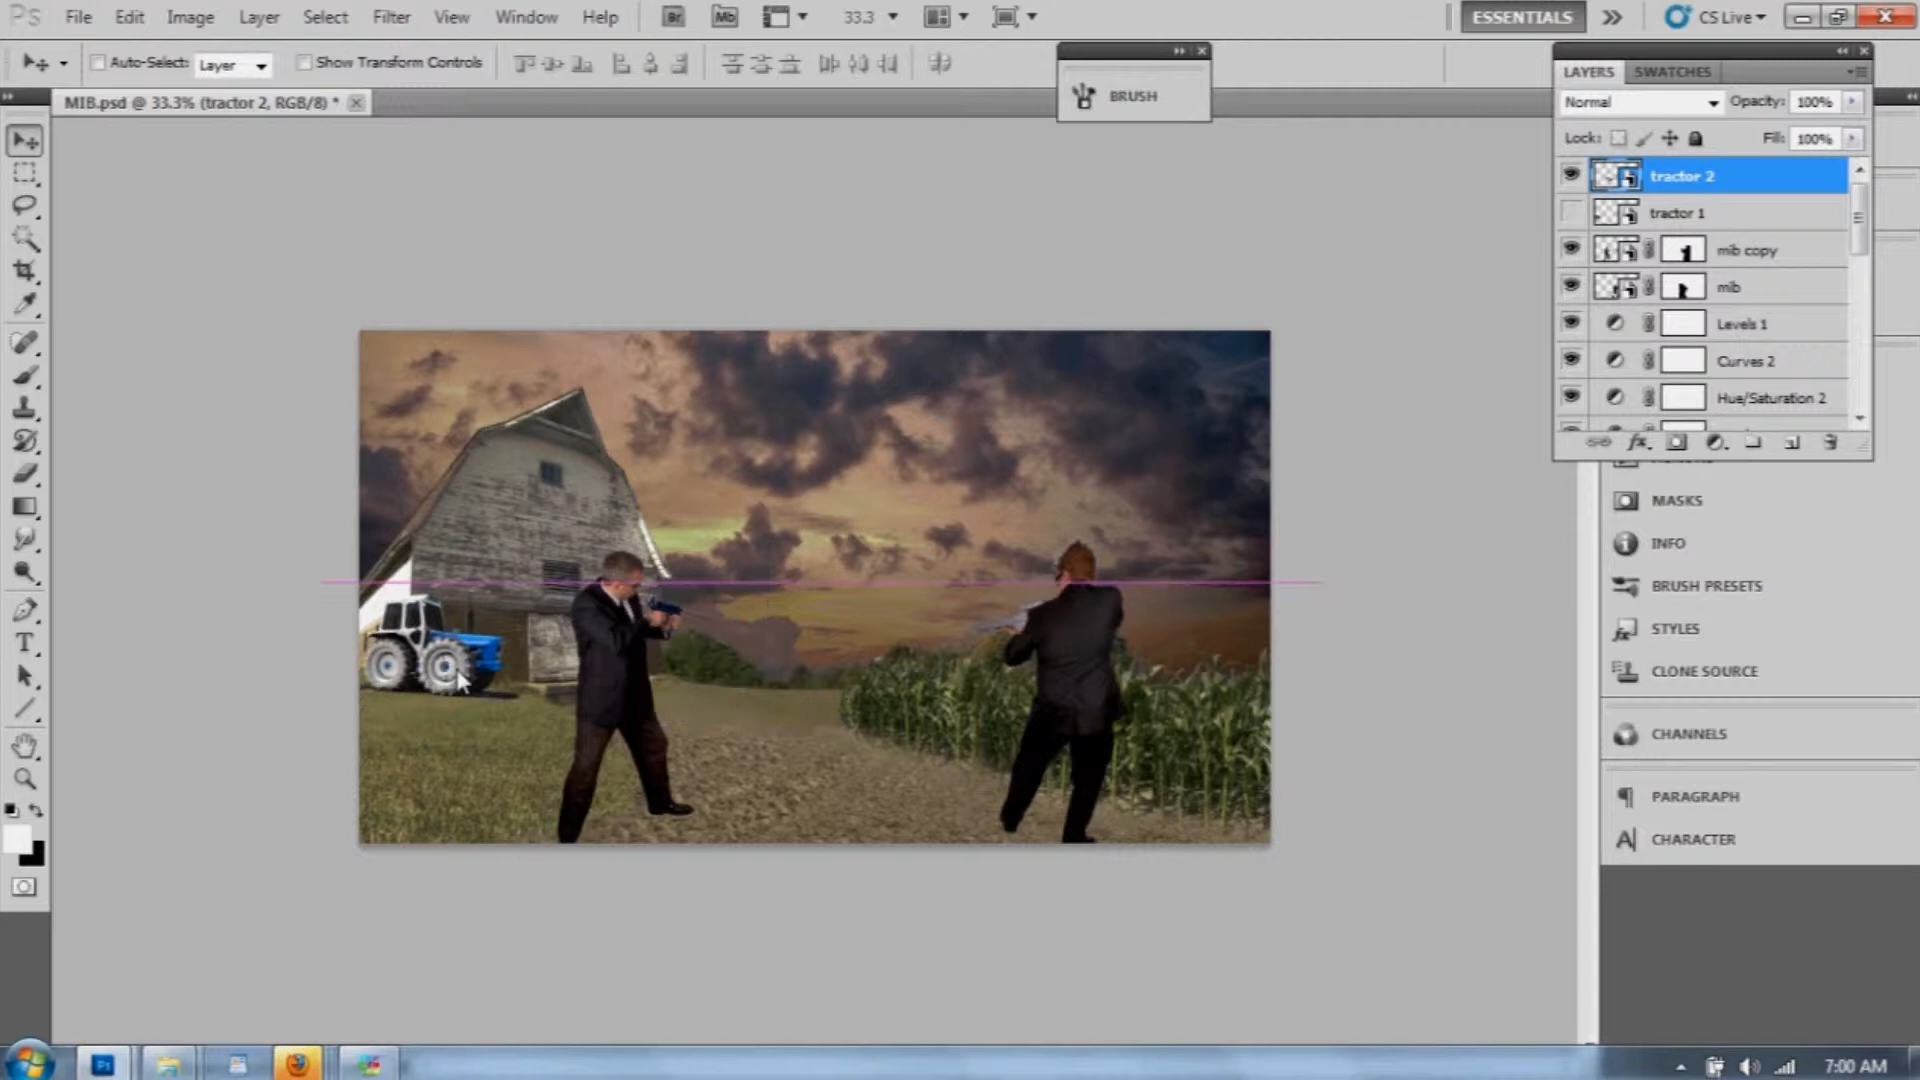 Ps File Edit Image Layer Select Filter View Window Help Br Mb 33.3 ESSENTIALS CS Live
Auto-Select: Layer Show Transform Controls
MIB.psd @ 33.3% (tractor 2, RGB/8) *
BRUSH
LAYERS SWATCHES
Normal Opacity: 100%
Lock: Fill: 100%
tractor 2
tractor 1
mib copy
mib
Levels 1
Curves 2
Hue/Saturation 2
MASKS
INFO
BRUSH PRESETS
STYLES
CLONE SOURCE
CHANNELS
PARAGRAPH
CHARACTER
Ps
7:00 AM